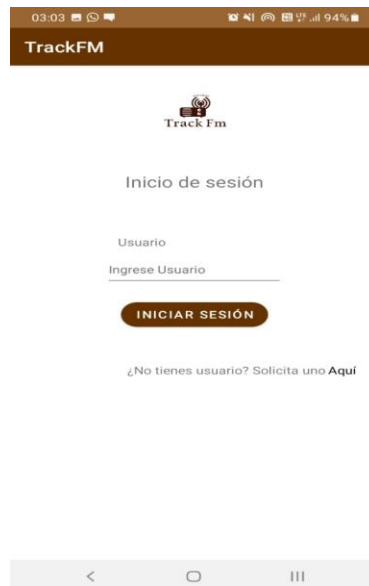 03:03 94%
TrackFM
Track Fm
Inicio de sesión
Usuario
Ingrese Usuario
INICIAR SESIÓN
¿No tienes usuario? Solicita uno Aquí